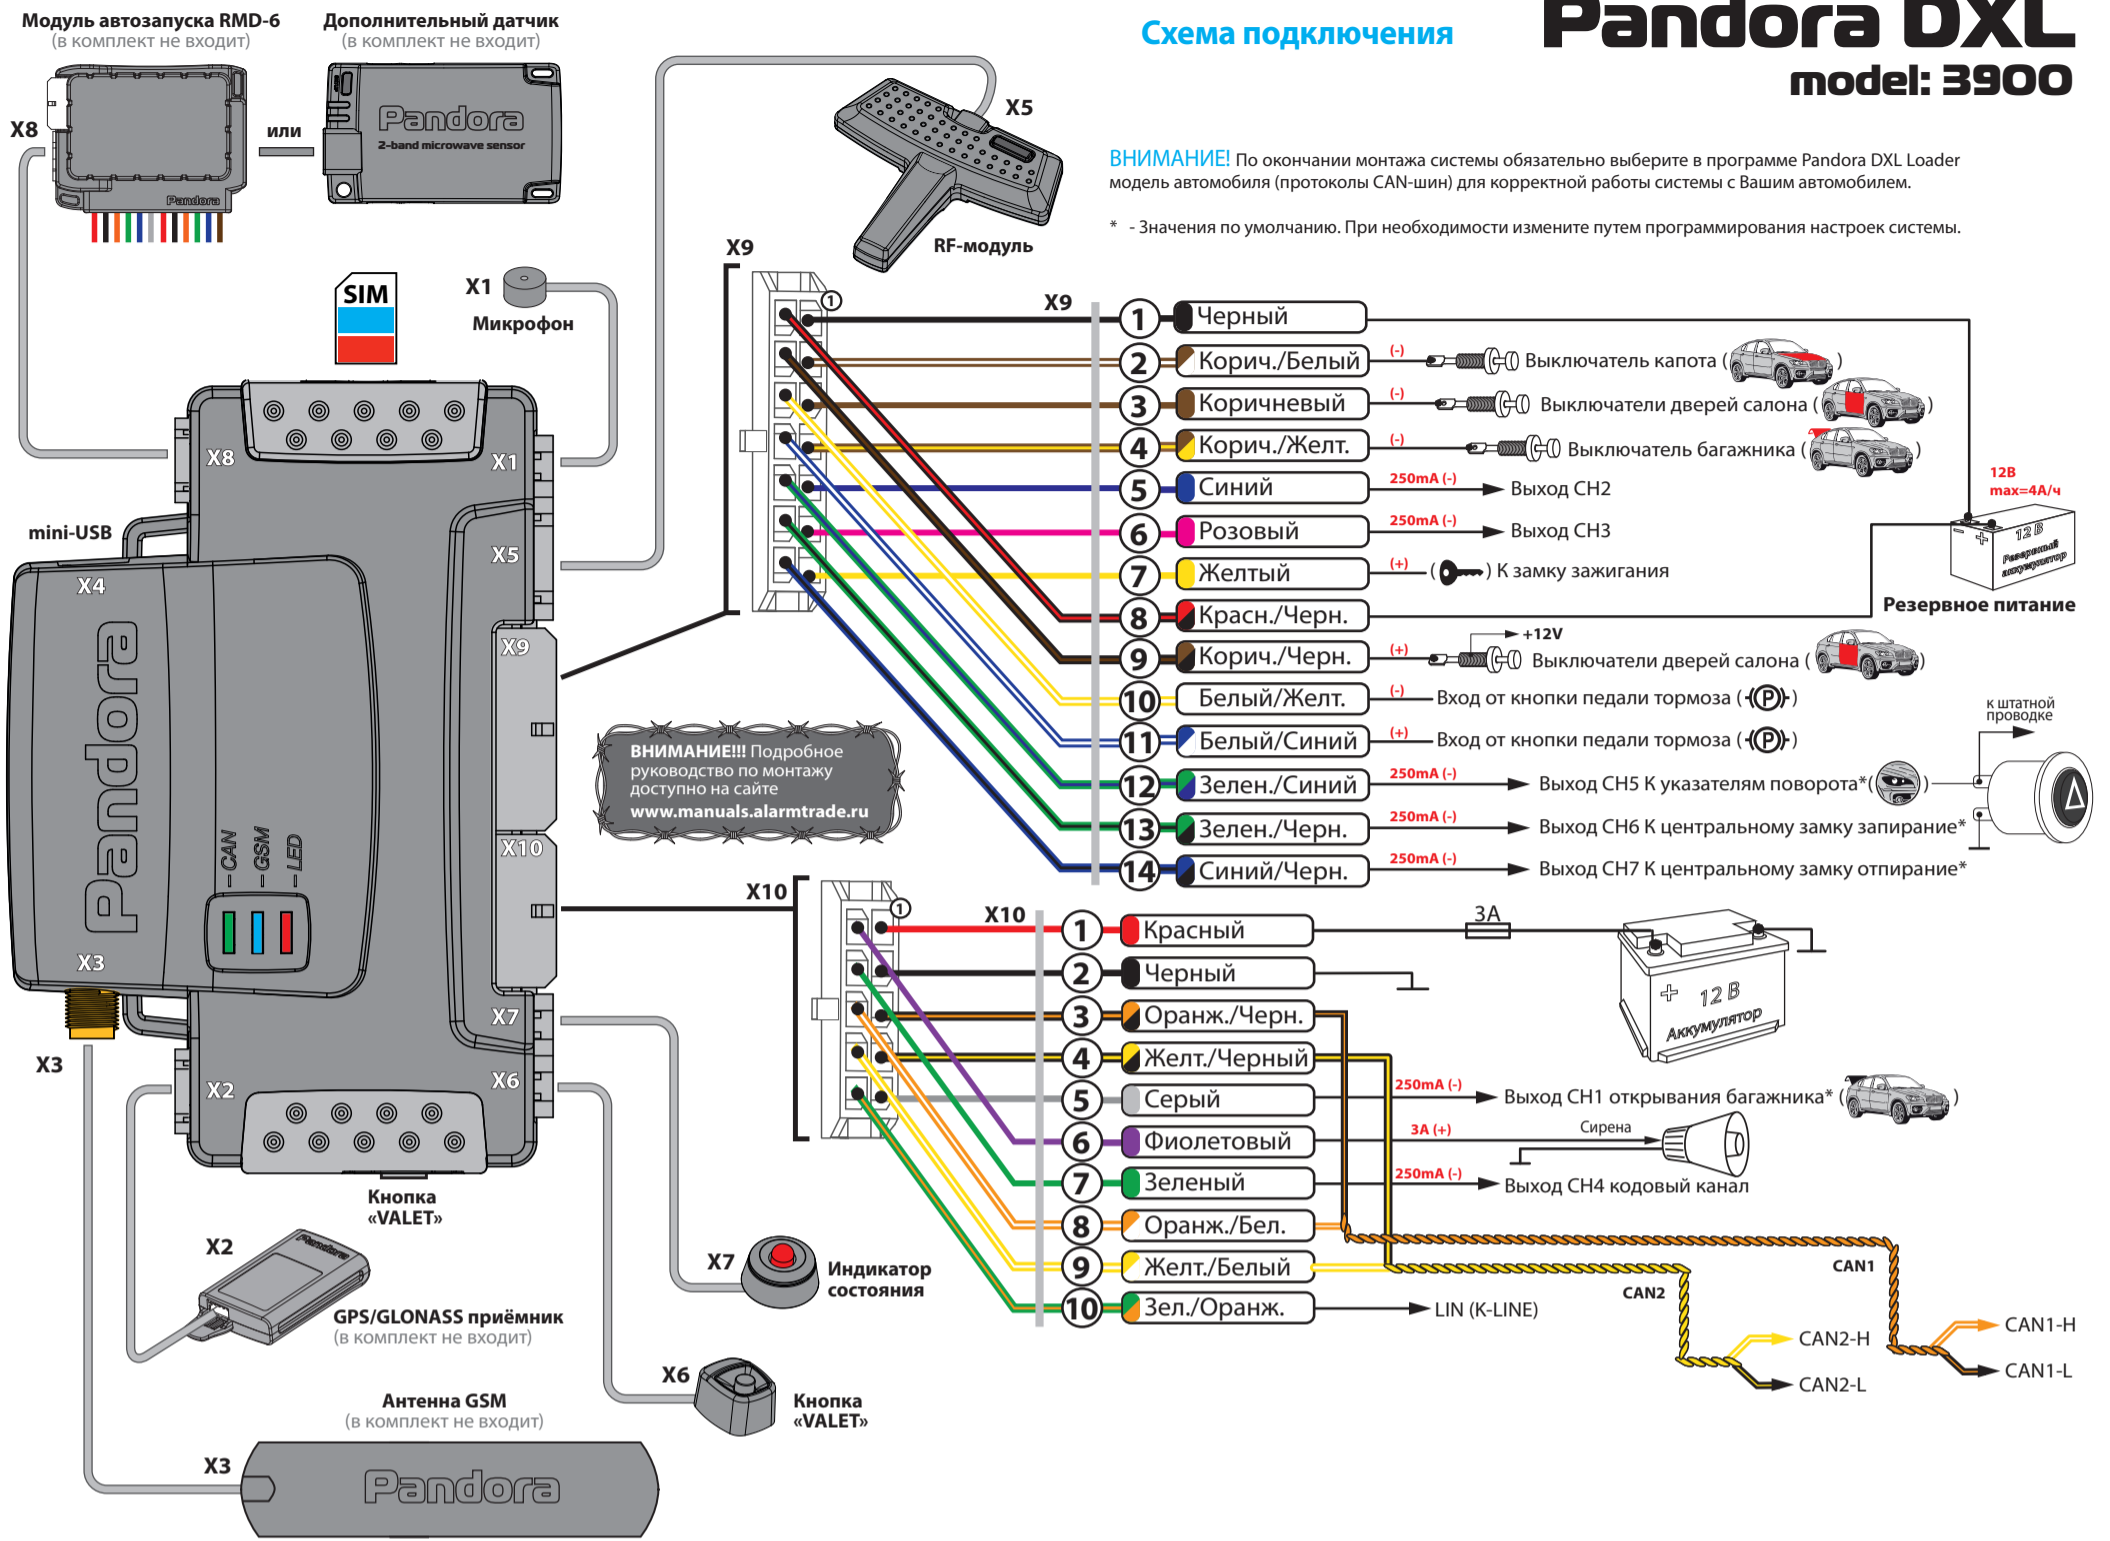 Модуль автозапуска RMD-6
(в комплект не входит)
Дополнительный датчик
(в комплект не входит)
Схема подключения
Pandora DXL
model: 3900
X8
или
Pandora
2-band microwave sensor
Pandora
X5
RF-модуль
ВНИМАНИЕ! По окончании монтажа системы обязательно выберите в программе Pandora DXL Loader
модель автомобиля (протоколы CAN-шин) для корректной работы системы с Вашим автомобилем.
* - Значения по умолчанию. При необходимости измените путем программирования настроек системы.
SIM
X1
Микрофон
X8
X1
mini-USB
X5
X4
X9
Pandora
CAN
GSM
LED
X10
X3
X7
X6
X2
X3
Кнопка
«VALET»
X9
1
X9
1 Черный
2 Корич./Белый (-) Выключатель капота ( )
3 Коричневый (-) Выключатели дверей салона ( )
4 Корич./Желт. (-) Выключатель багажника ( )
5 Синий 250mA (-) Выход CH2
6 Розовый 250mA (-) Выход CH3
7 Желтый (+) ( ) К замку зажигания
8 Красн./Черн.
9 Корич./Черн. (+) +12V Выключатели дверей салона ( )
10 Белый/Желт. (-) Вход от кнопки педали тормоза ( (P) )
11 Белый/Синий (+) Вход от кнопки педали тормоза ( (P) )
12 Зелен./Синий 250mA (-) Выход CH5 К указателям поворота* ( )
13 Зелен./Черн. 250mA (-) Выход CH6 К центральному замку запирание*
14 Синий/Черн. 250mA (-) Выход CH7 К центральному замку отпирание*
12В
max=4А/ч
12 В
Резервный
аккумулятор
Резервное питание
к штатной
проводке
ВНИМАНИЕ!!! Подробное
руководство по монтажу
доступно на сайте
www.manuals.alarmtrade.ru
X10
1
X10
1 Красный 3А
2 Черный
3 Оранж./Черн.
4 Желт./Черный
5 Серый 250mA (-) Выход CH1 открывания багажника* ( )
6 Фиолетовый 3А (+) Сирена
7 Зеленый 250mA (-) Выход CH4 кодовый канал
8 Оранж./Бел.
9 Желт./Белый
10 Зел./Оранж. LIN (K-LINE)
+ 12 В
Аккумулятор
CAN1
CAN2
CAN2-H
CAN2-L
CAN1-H
CAN1-L
X2
Pandora
GPS/GLONASS приёмник
(в комплект не входит)
X7
Индикатор
состояния
X6
Кнопка
«VALET»
Антенна GSM
(в комплект не входит)
X3
Pandora